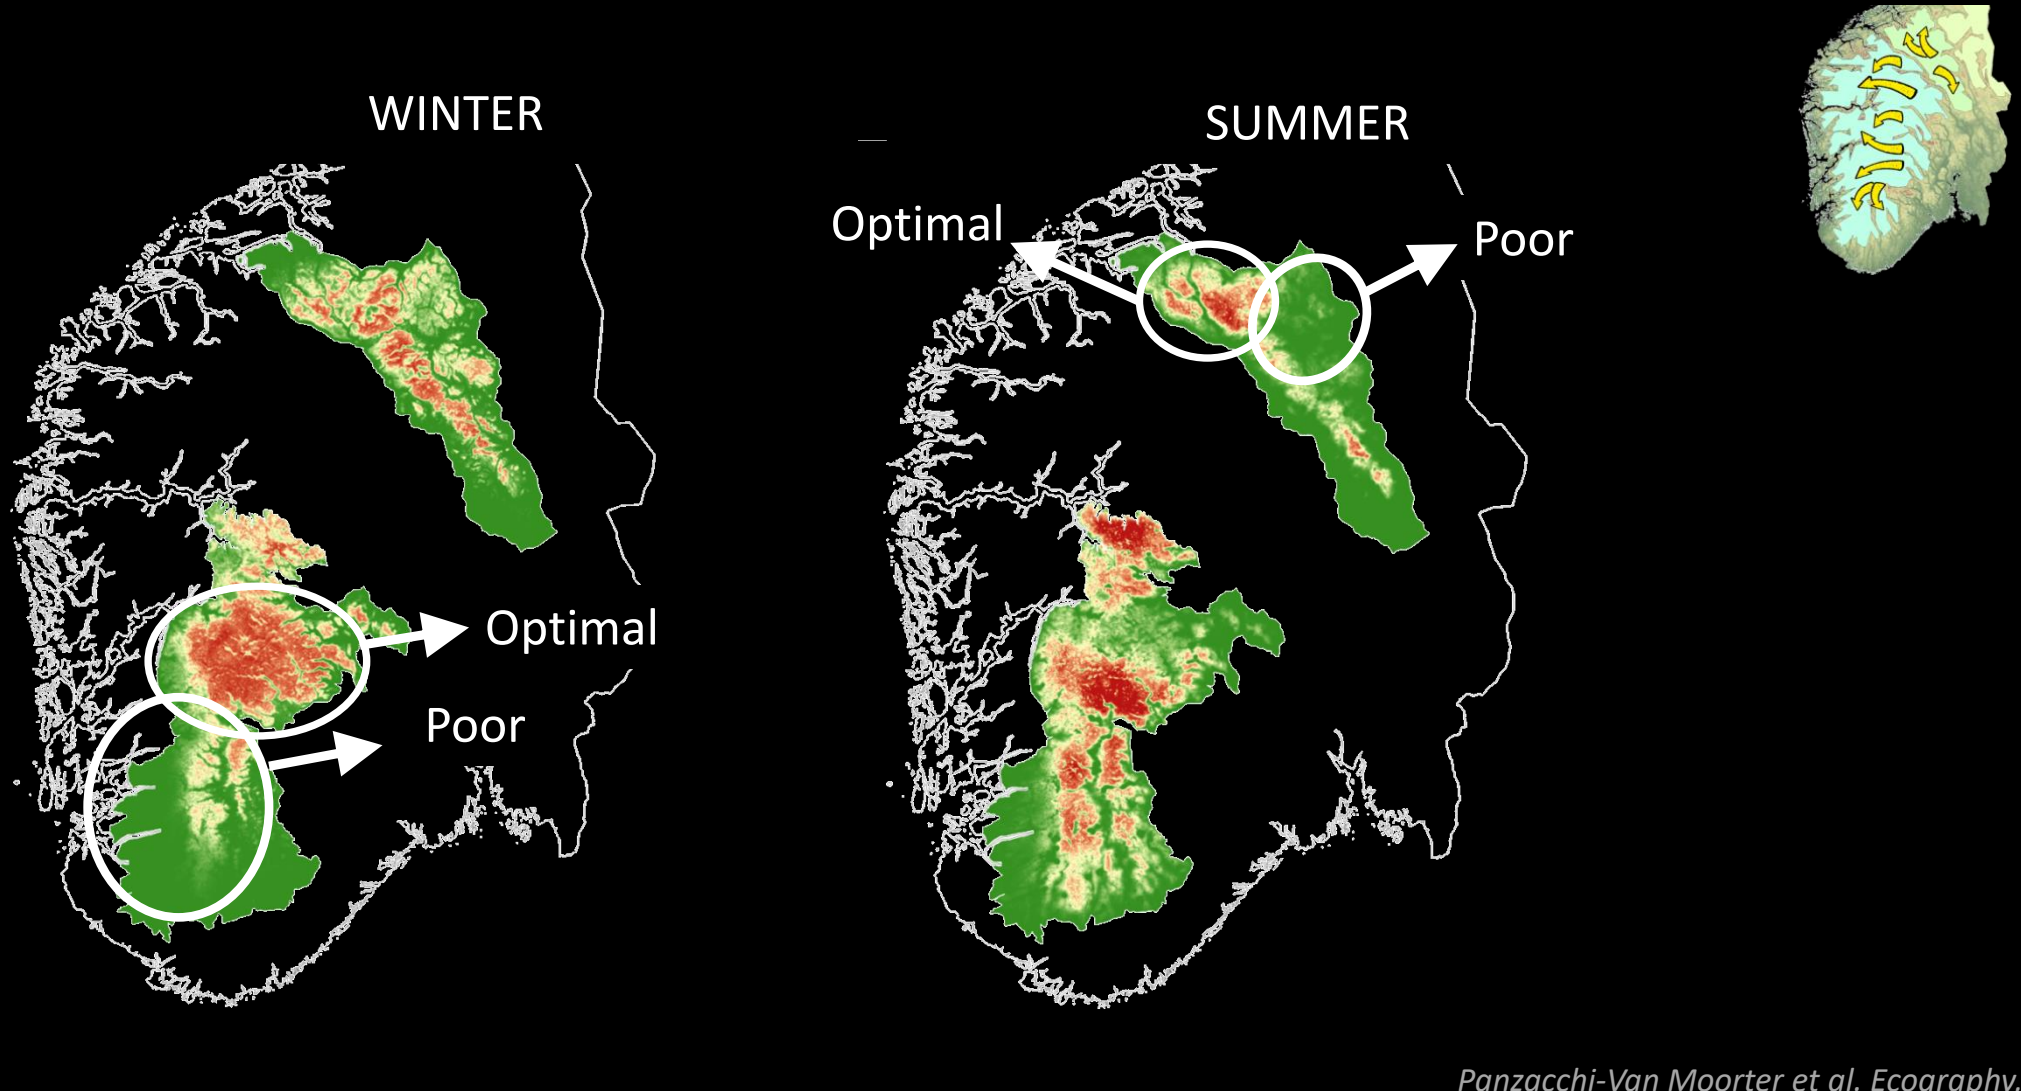 WINTER
SUMMER
Optimal
Poor
Optimal
Poor
Panzacchi-Van Moorter et al. Ecography,